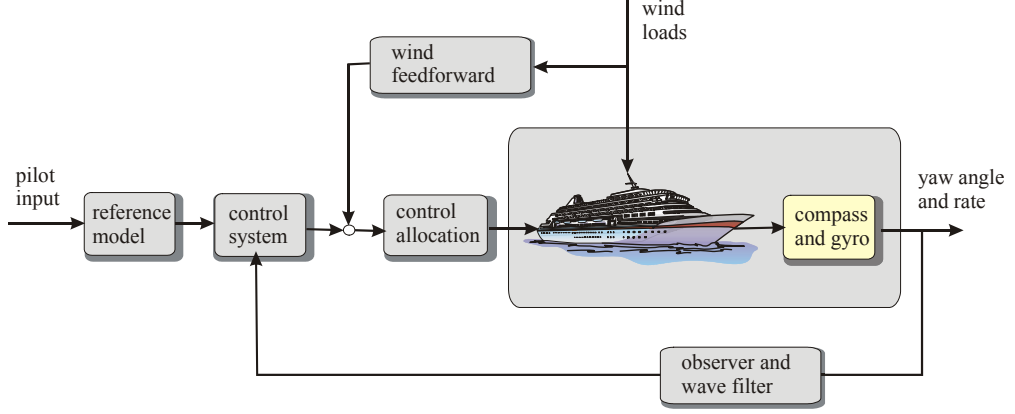 wind
loads
wind
feedforward
pilot
input
reference
model
control
system
control
allocation
compass
and gyro
yaw angle
and rate
observer and
wave filter